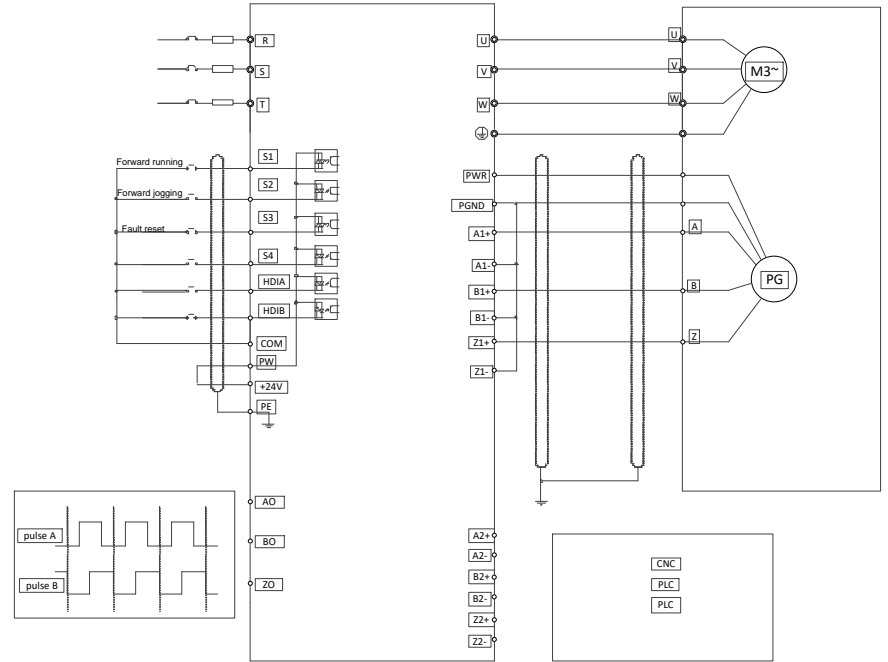 R
S
T
U
V
W
U
V
W
M3~
Forward running
Forward jogging
Fault reset
S1
S2
S3
S4
HDIA
HDIB
COM
PW
+24V
PE
PWR
PGND
A1+
A1-
B1+
B1-
Z1+
Z1-
A
B
Z
PG
AO
BO
ZO
pulse A
pulse B
A2+
A2-
B2+
B2-
Z2+
Z2-
CNC
PLC
PLC